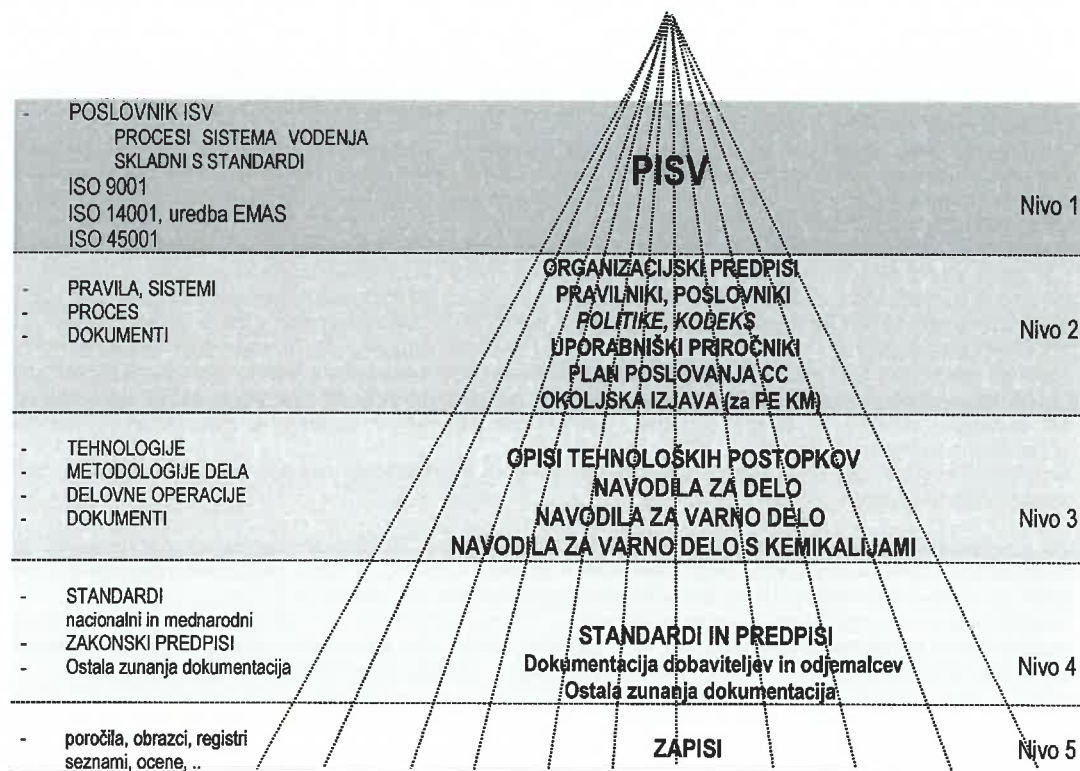 - POSLOVNIK ISV
PROCESI SISTEMA VODENJA
SKLADNI S STANDARDI
ISO 9001
ISO 14001, uredba EMAS
ISO 45001
PISV
Nivo 1
- PRAVILA, SISTEMI
- PROCES
- DOKUMENTI
ORGANIZACIJSKI PREDPISI
PRAVILNIKI, POSLOVNIKI
POLITIKE, KODEKS
UPORABNIŠKI PRIROČNIKI
PLAN POSLOVANJA CC
OKOLJSKA IZJAVA (za PE KM)
Nivo 2
- TEHNOLOGIJE
- METODOLOGIJE DELA
- DELOVNE OPERACIJE
- DOKUMENTI
OPISI TEHNOLOŠKIH POSTOPKOV
NAVODILA ZA DELO
NAVODILA ZA VARNO DELO
NAVODILA ZA VARNO DELO S KEMIKALIJAMI
Nivo 3
- STANDARDI
nacionalni in mednarodni
- ZAKONSKI PREDPISI
- Ostala zunanja dokumentacija
STANDARDI IN PREDPISI
Dokumentacija dobaviteljev in odjemalcev
Ostala zunanja dokumentacija
Nivo 4
- poročila, obrazci, registri
seznami, ocene, ..
ZAPISI
Nivo 5